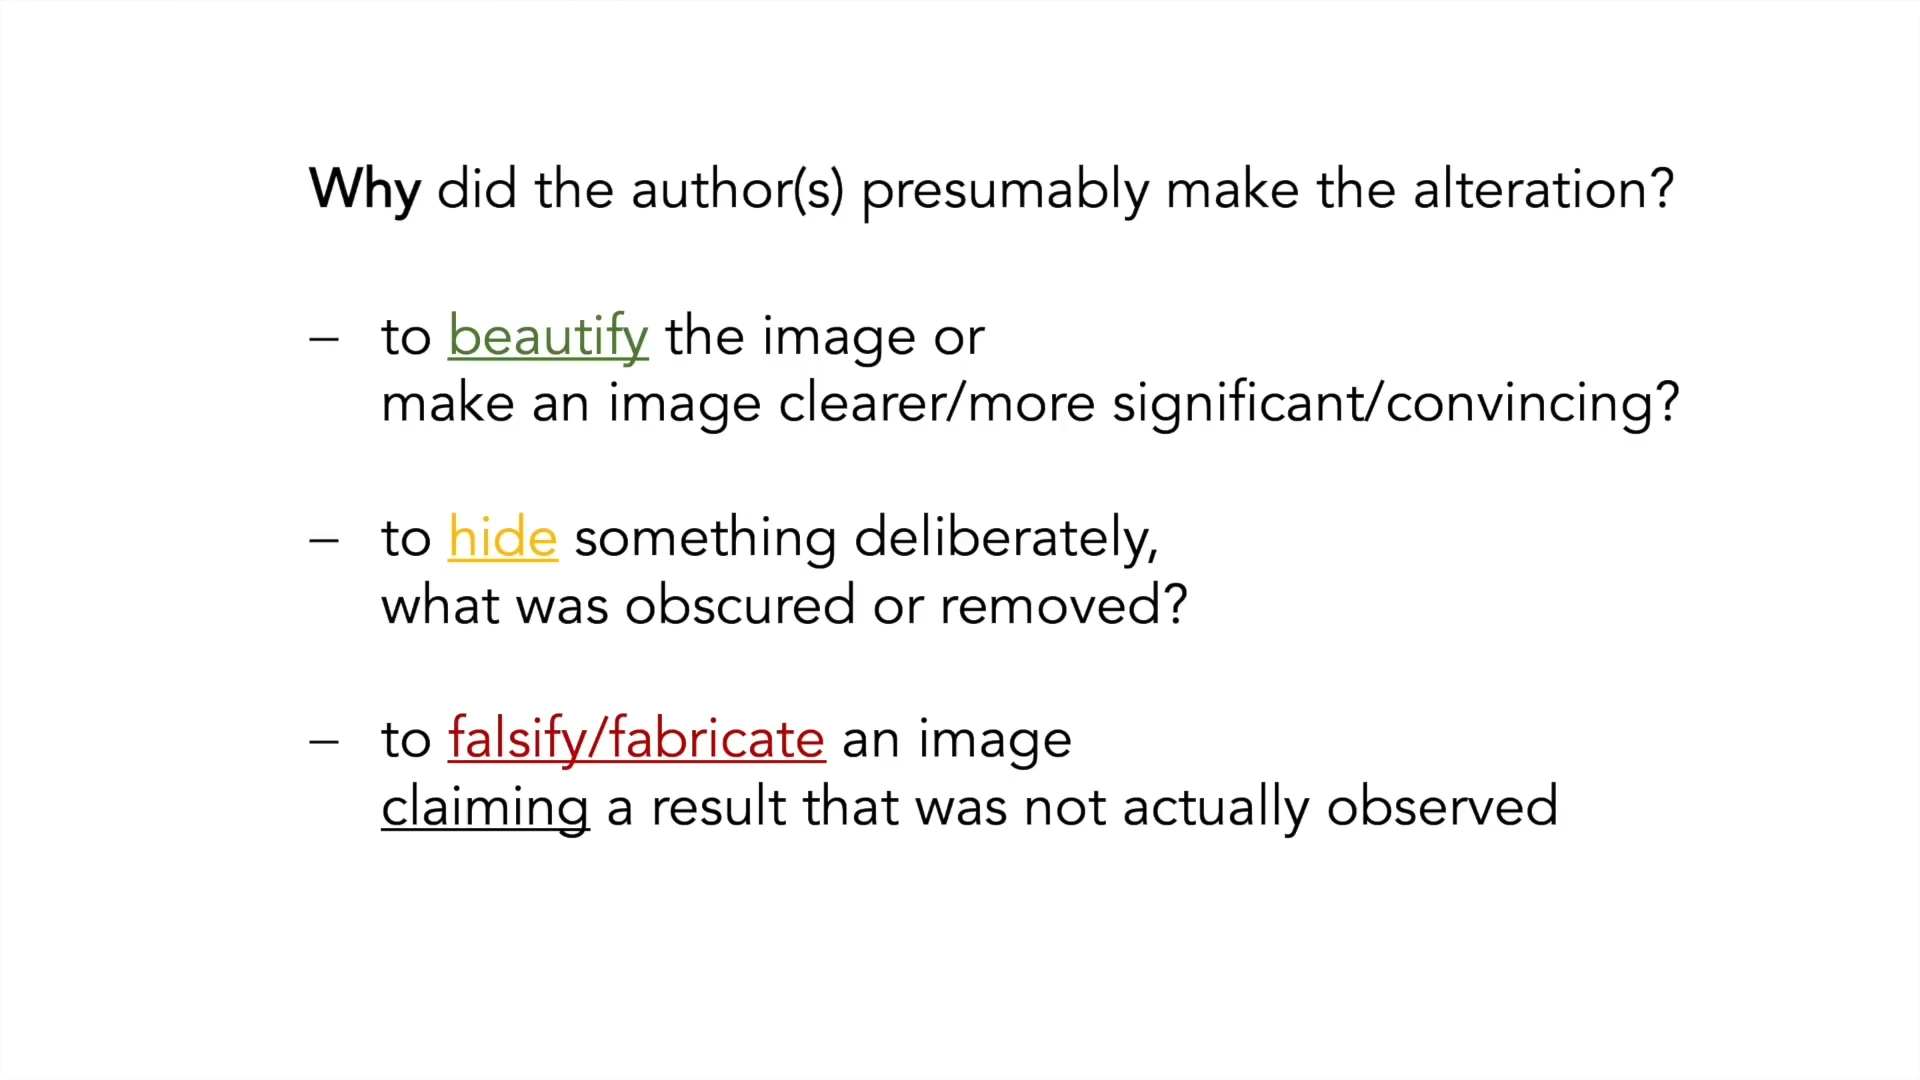 Why did the author(s) presumably make the alteration?
– to beautify the image or
make an image clearer/more significant/convincing?
– to hide something deliberately,
what was obscured or removed?
– to falsify/fabricate an image
claiming a result that was not actually observed